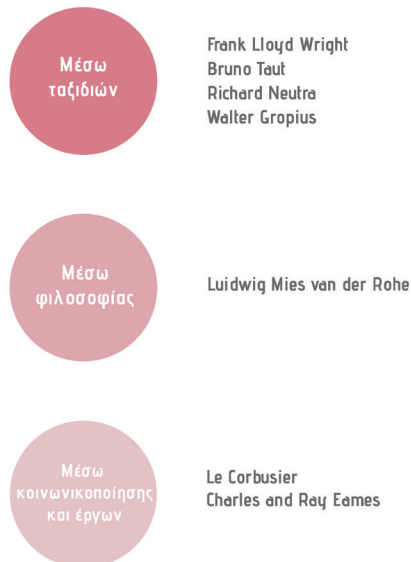 Μέσω
ταξιδιών
Frank Lloyd Wright
Bruno Taut
Richard Neutra
Walter Gropius
Μέσω
φιλοσοφίας
Luidwig Mies van der Rohe
Μέσω
κοινωνικοποίησης
και έργων
Le Corbusier
Charles and Ray Eames